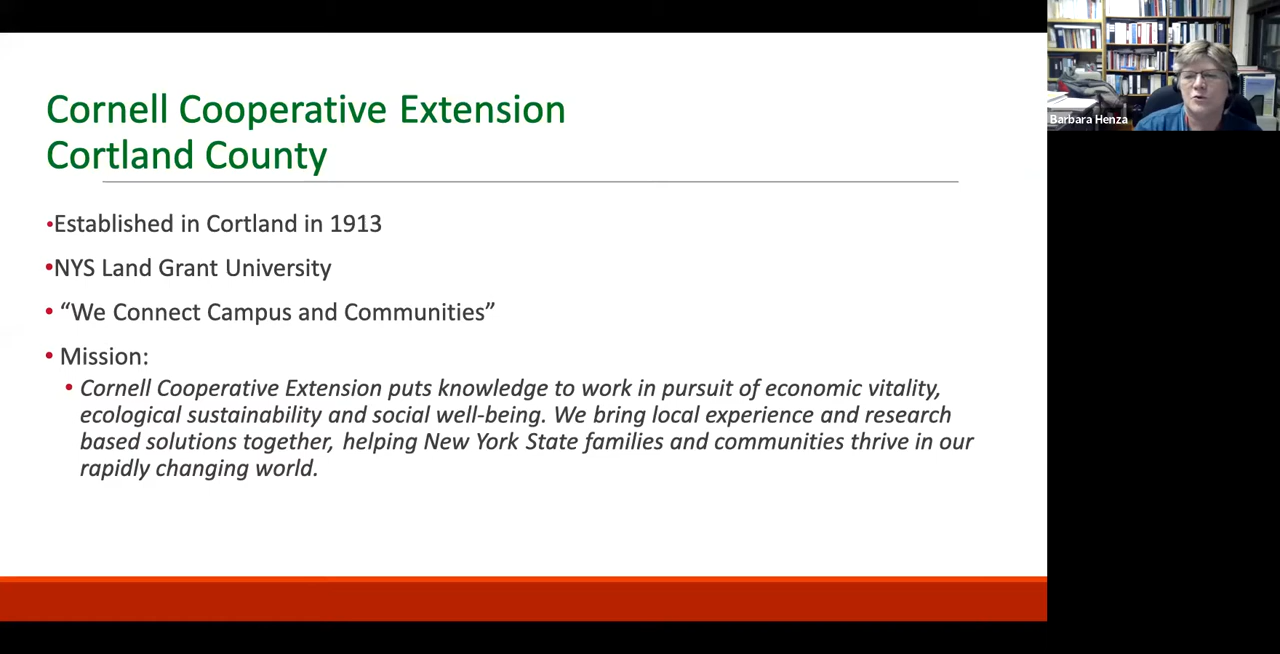 Cornell Cooperative Extension
Cortland County
•Established in Cortland in 1913
•NYS Land Grant University
• “We Connect Campus and Communities”
• Mission:
• Cornell Cooperative Extension puts knowledge to work in pursuit of economic vitality,
ecological sustainability and social well-being. We bring local experience and research
based solutions together, helping New York State families and communities thrive in our
rapidly changing world.
Barbara Henza